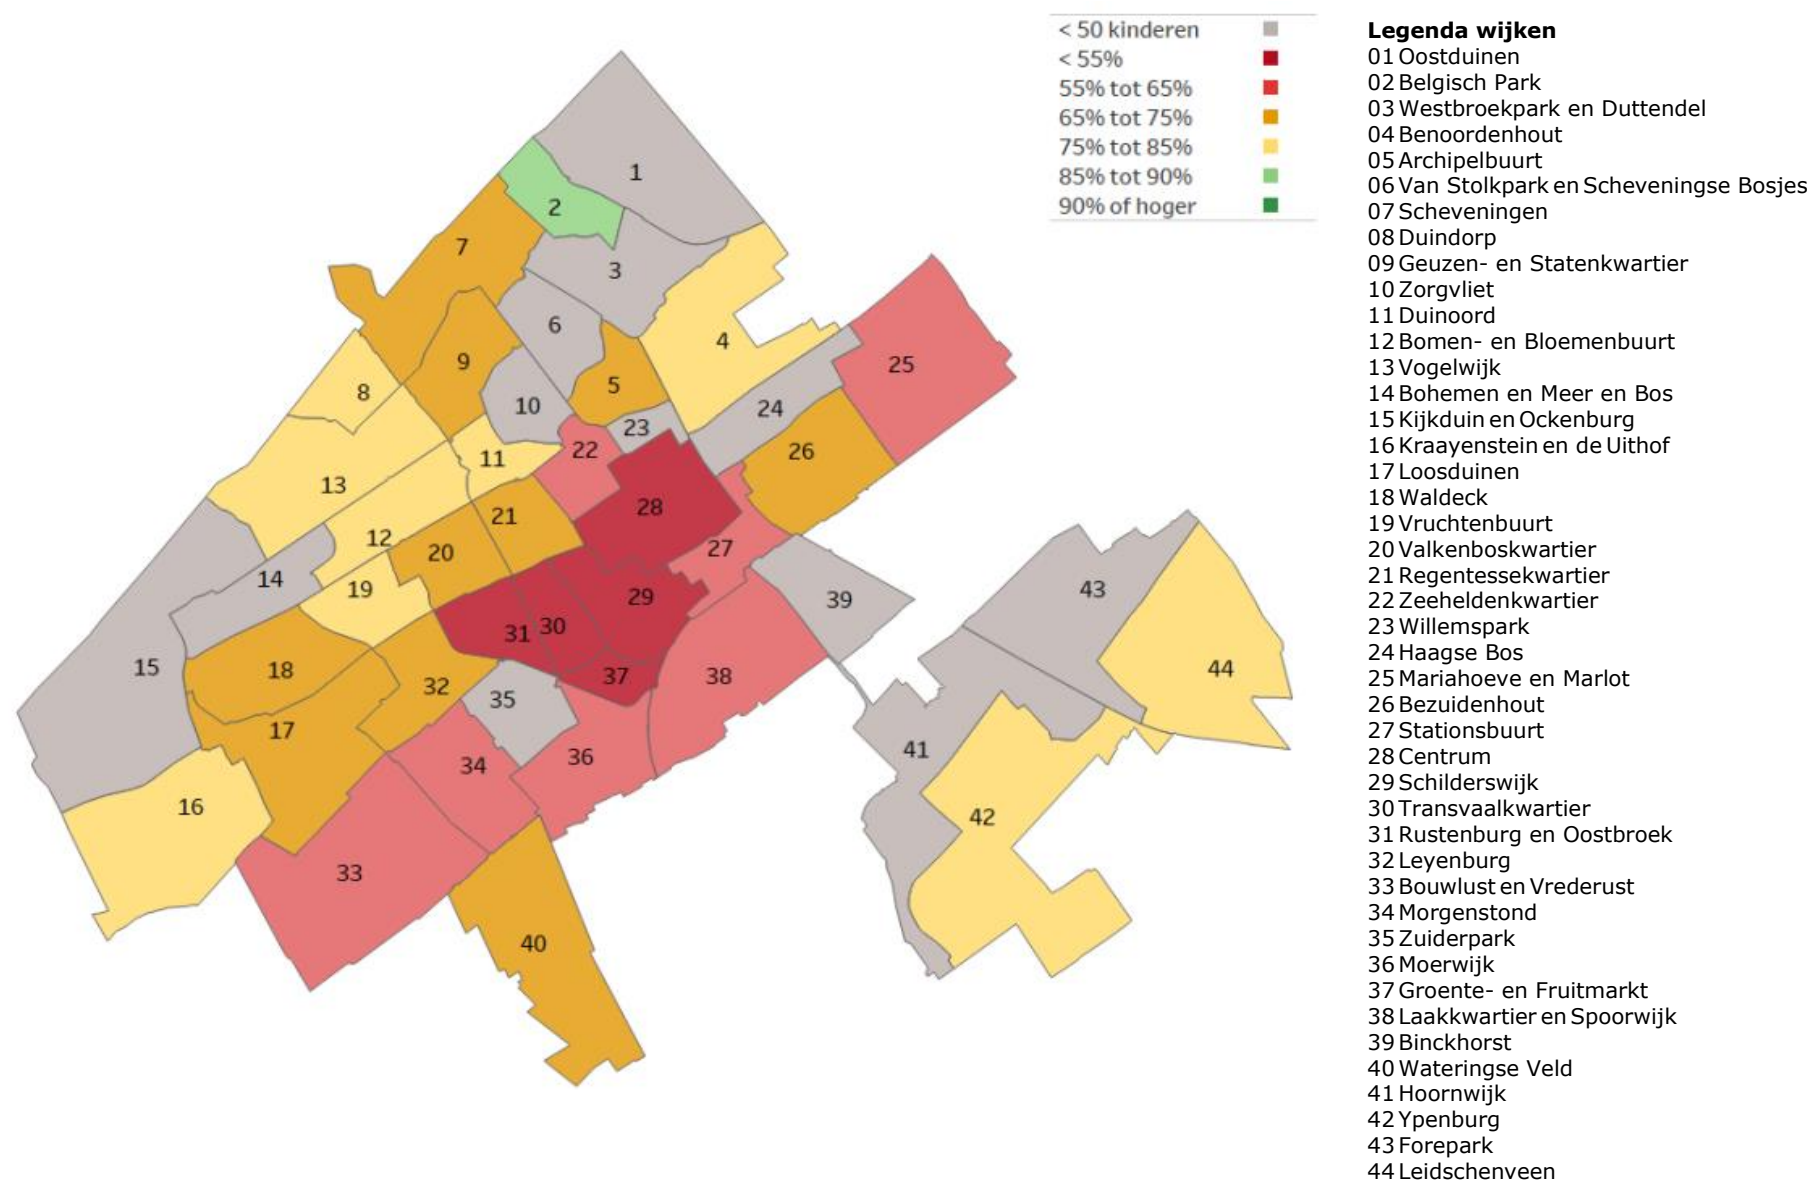 < 50 kinderen
< 55%
55% tot 65%
65% tot 75%
75% tot 85%
85% tot 90%
90% of hoger
Legenda wijken
01 Oostduinen
02 Belgisch Park
03 Westbroekpark en Duttendel
04 Benoordenhout
05 Archipelbuurt
06 Van Stolkpark en Scheveningse Bosjes
07 Scheveningen
08 Duindorp
09 Geuzen- en Statenkwartier
10 Zorgvliet
11 Duinoord
12 Bomen- en Bloemenbuurt
13 Vogelwijk
14 Bohemen en Meer en Bos
15 Kijkduin en Ockenburg
16 Kraayenstein en de Uithof
17 Loosduinen
18 Waldeck
19 Vruchtenbuurt
20 Valkenboskwartier
21 Regentessekwartier
22 Zeeheldenkwartier
23 Willemspark
24 Haagse Bos
25 Mariahoeve en Marlot
26 Bezuidenhout
27 Stationsbuurt
28 Centrum
29 Schilderswijk
30 Transvaalkwartier
31 Rustenburg en Oostbroek
32 Leyenburg
33 Bouwlust en Vrederust
34 Morgenstond
35 Zuiderpark
36 Moerwijk
37 Groente- en Fruitmarkt
38 Laakkwartier en Spoorwijk
39 Binckhorst
40 Wateringse Veld
41 Hoornwijk
42 Ypenburg
43 Forepark
44 Leidschenveen
1
2
7
3
6
4
9
25
5
8
10
24
23
22
26
11
13
28
21
12
27
20
14
19
43
29
39
30
31
15
44
18
37
38
32
35
17
41
36
34
16
42
33
40